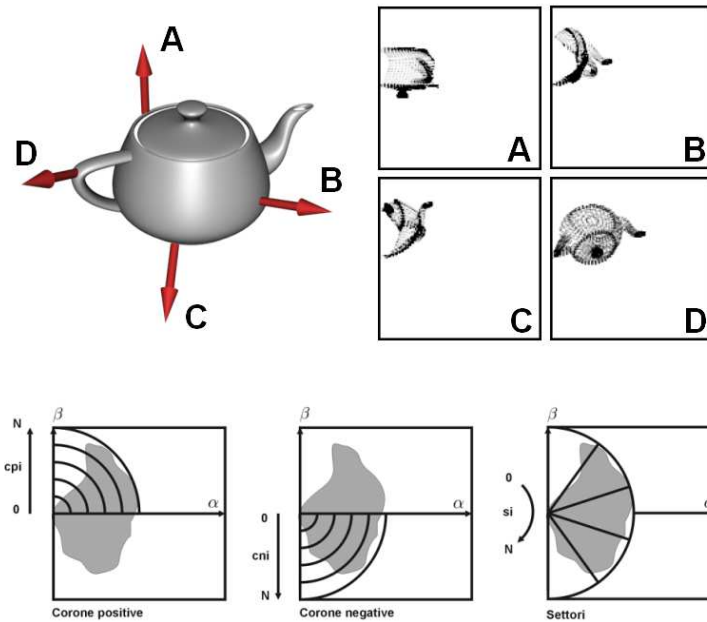 A
D
B
C
A
B
C
D
N
cpi
0
β
α
Corone positive
0
cni
N
β
α
Corone negative
0
si
N
β
Settori